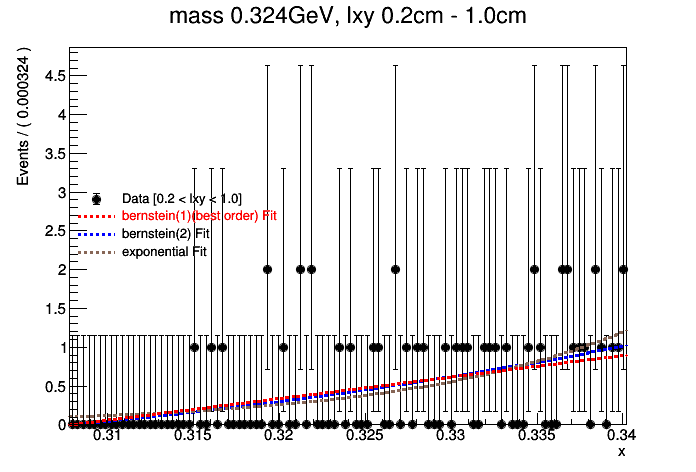 mass 0.324GeV, lxy 0.2cm - 1.0cm
Events / ( 0.000324 )
4.5
4
3.5
3
2.5
2
1.5
1
0.5
0
Data [0.2 < lxy < 1.0]
bernstein(1)(best order) Fit
bernstein(2) Fit
exponential Fit
0.31 0.315 0.32 0.325 0.33 0.335 0.34
x